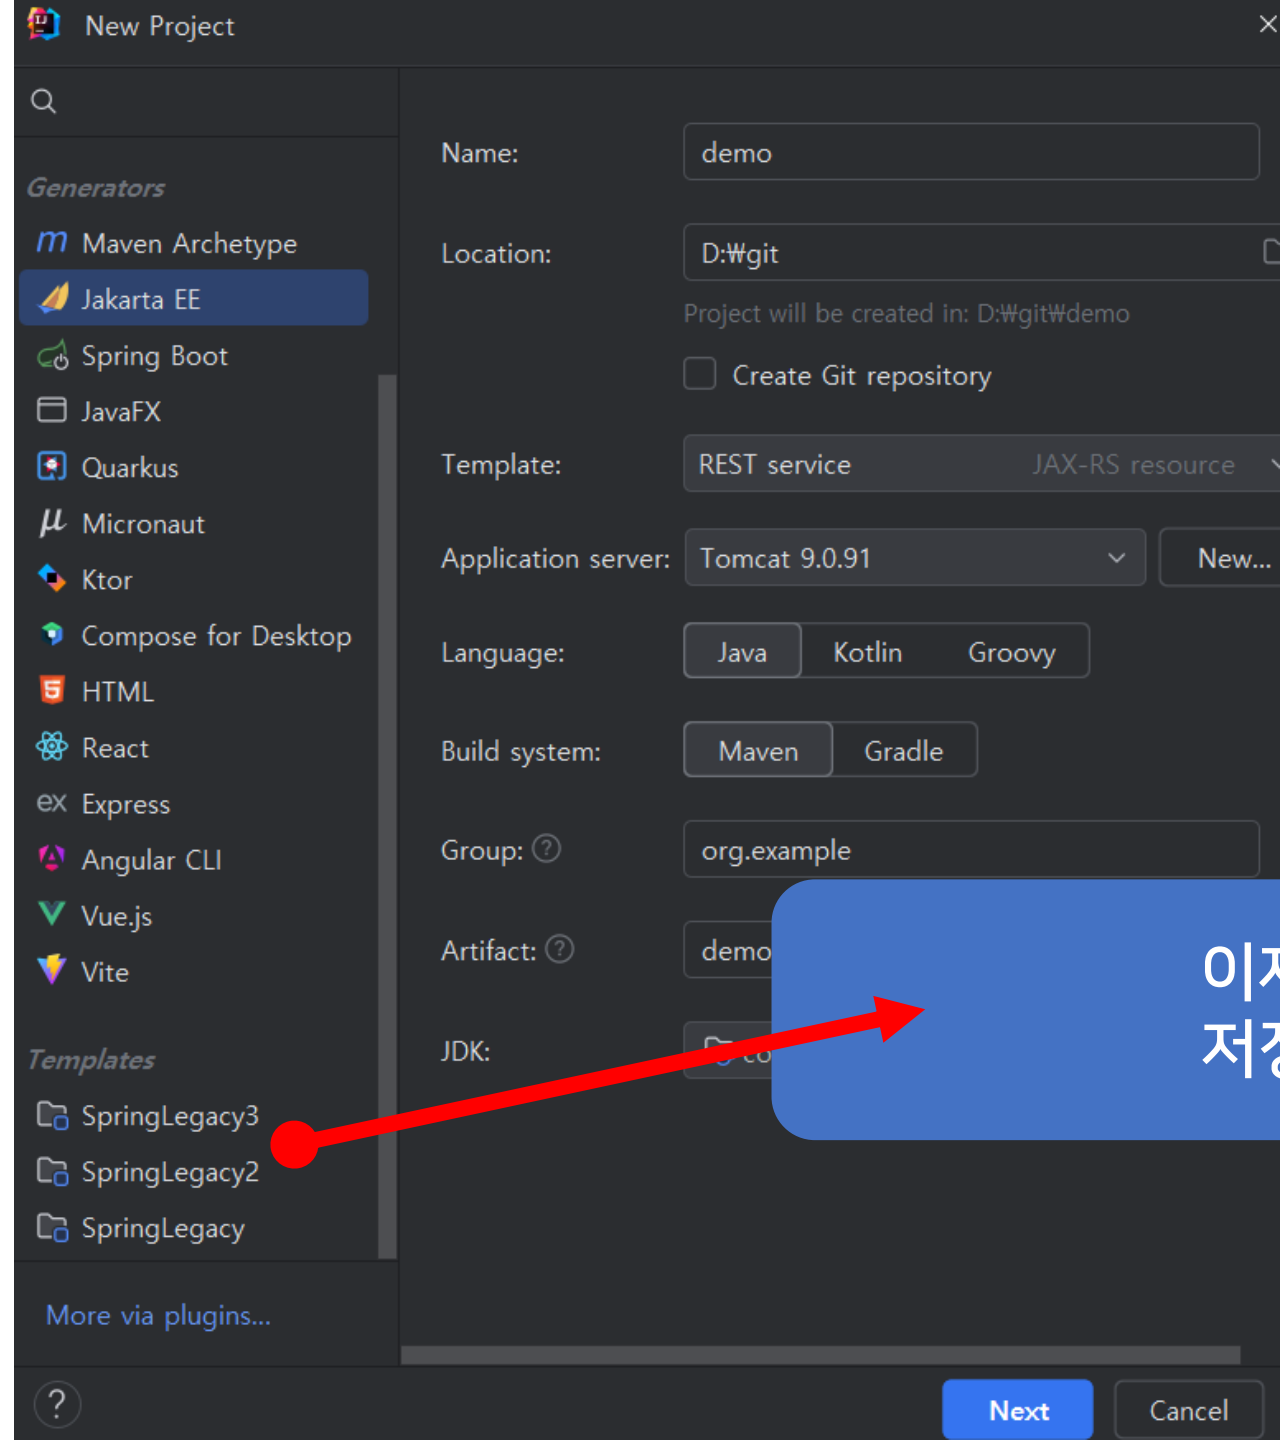 New Project
Generators
Maven Archetype
Jakarta EE
Spring Boot
JavaFX
Quarkus
Micronaut
Ktor
Compose for Desktop
HTML
React
ex Express
Angular CLI
Vue.js
Vite
Templates
SpringLegacy3
SpringLegacy2
SpringLegacy
More via plugins...
Name: demo
Location: D:₩git
Project will be created in: D:₩git₩demo
Create Git repository
Template: REST service JAX-RS resource
Application server: Tomcat 9.0.91 New...
Language: Java Kotlin Groovy
Build system: Maven Gradle
Group: org.example
Artifact: demo
JDK:
Next Cancel